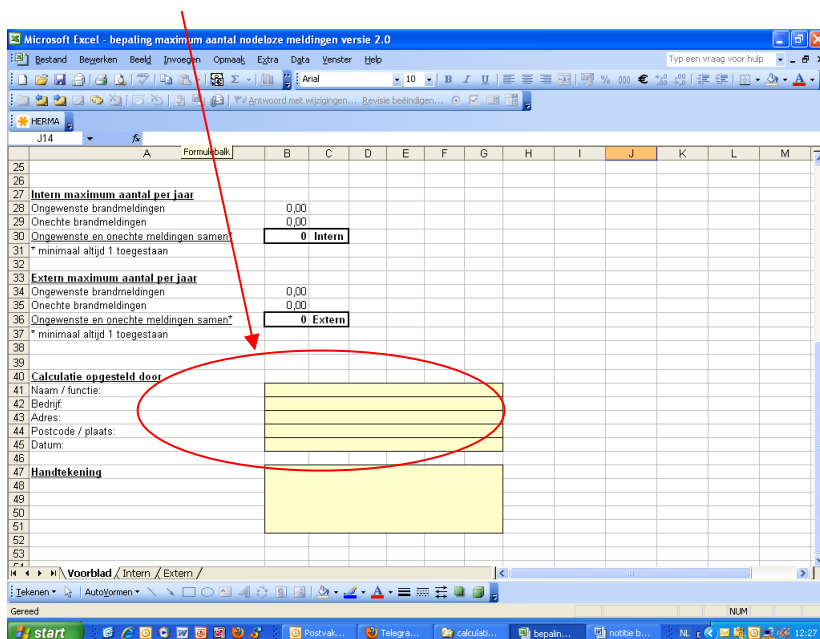 Microsoft Excel - bepaling maximum aantal nodeloze meldingen versie 2.0
Bestand Bewerken Beeld Invoegen Opmaak Extra Data Venster Help Typ een vraag voor hulp
Arial 10 B I U % 000 €
Antwoord met wijzigingen... Revisie beëindigen...
HERMA
J14 fx
Formulebalk
A B C D E F G H I J K L M
25
26
27 Intern maximum aantal per jaar
28 Ongewenste brandmeldingen 0,00
29 Onechte brandmeldingen 0,00
30 Ongewenste en onechte meldingen samen* 0 Intern
31 * minimaal altijd 1 toegestaan
32
33 Extern maximum aantal per jaar
34 Ongewenste brandmeldingen 0,00
35 Onechte brandmeldingen 0,00
36 Ongewenste en onechte meldingen samen* 0 Extern
37 * minimaal altijd 1 toegestaan
38
39
40 Calculatie opgesteld door
41 Naam / functie:
42 Bedrijf:
43 Adres:
44 Postcode / plaats:
45 Datum:
46
47 Handtekening
48
49
50
51
52
53
Voorblad Intern Extern
Tekenen AutoVormen
Gereed NUM
start Postvak... Telegra... calculati... bepalin... notitie b... NL 12:27